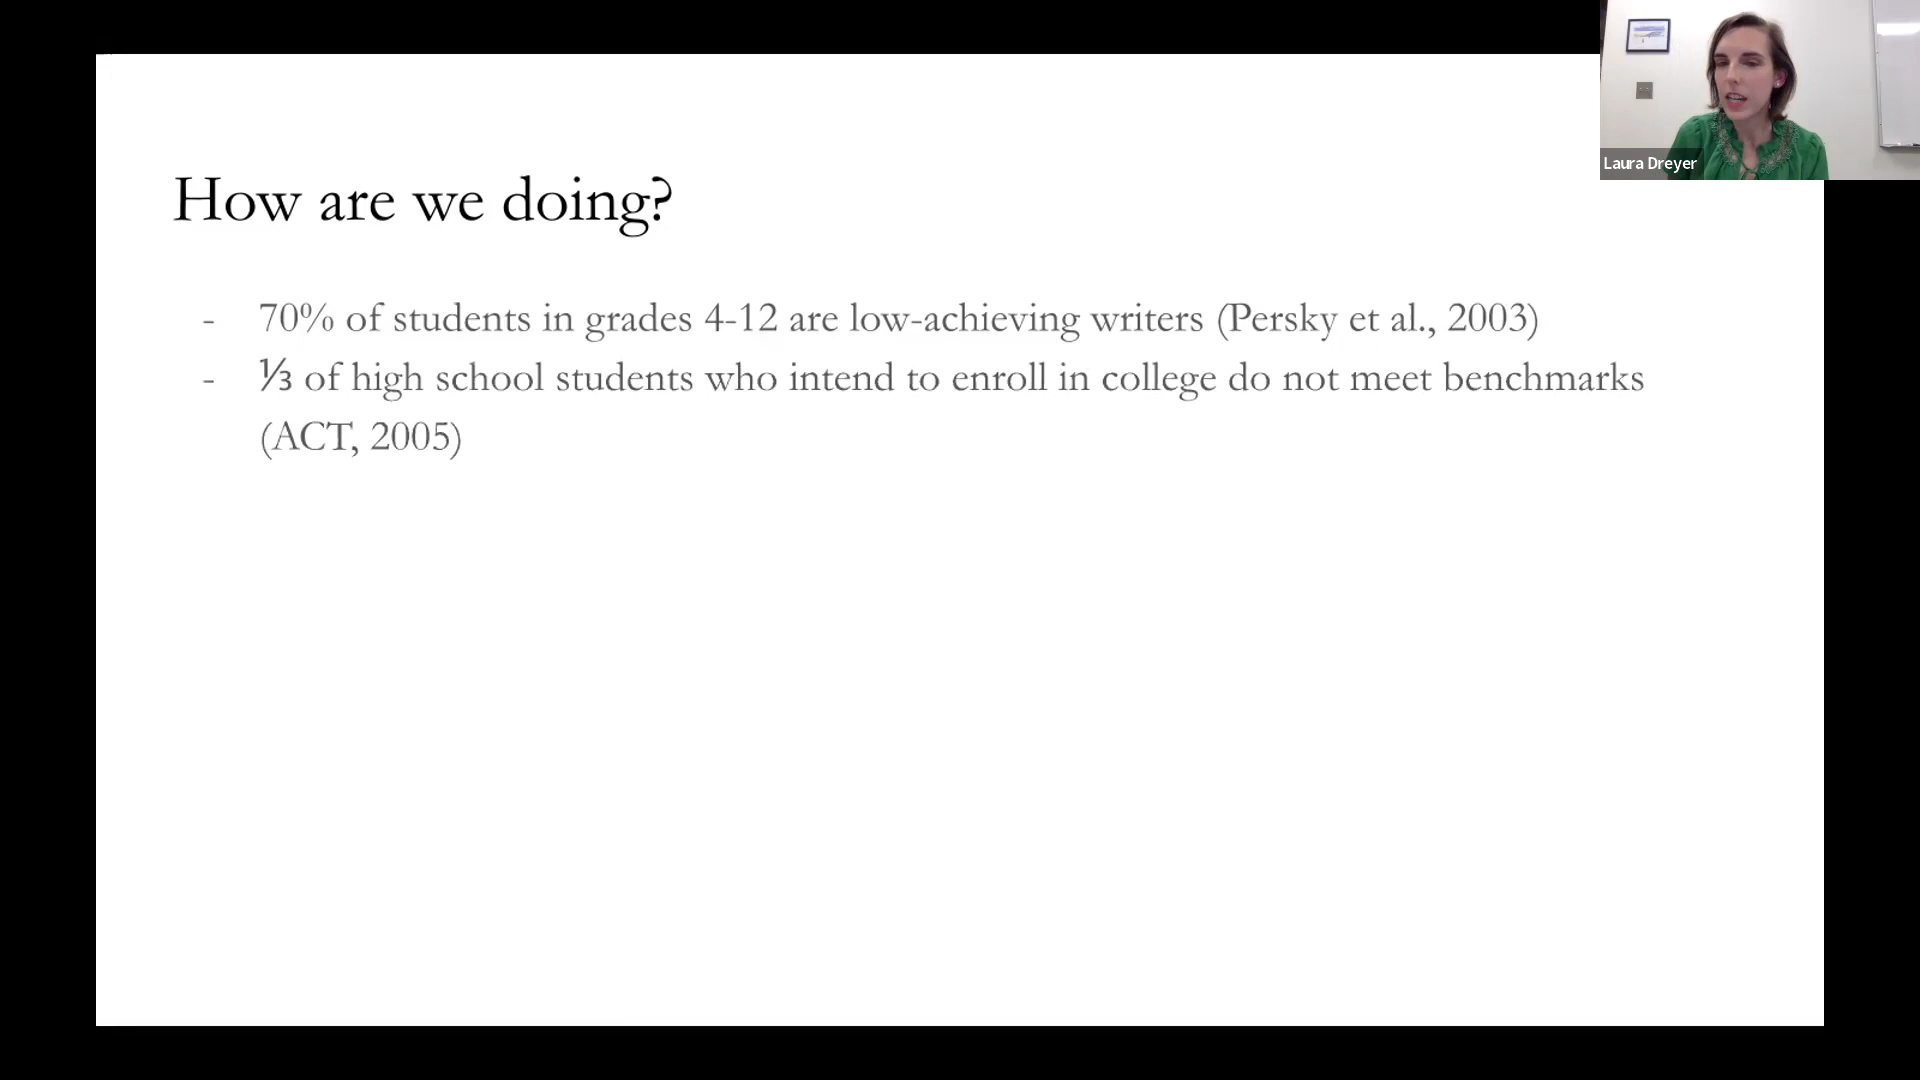 How are we doing?
- 70% of students in grades 4-12 are low-achieving writers (Persky et al., 2003)
- ⅓ of high school students who intend to enroll in college do not meet benchmarks
(ACT, 2005)
Laura Dreyer